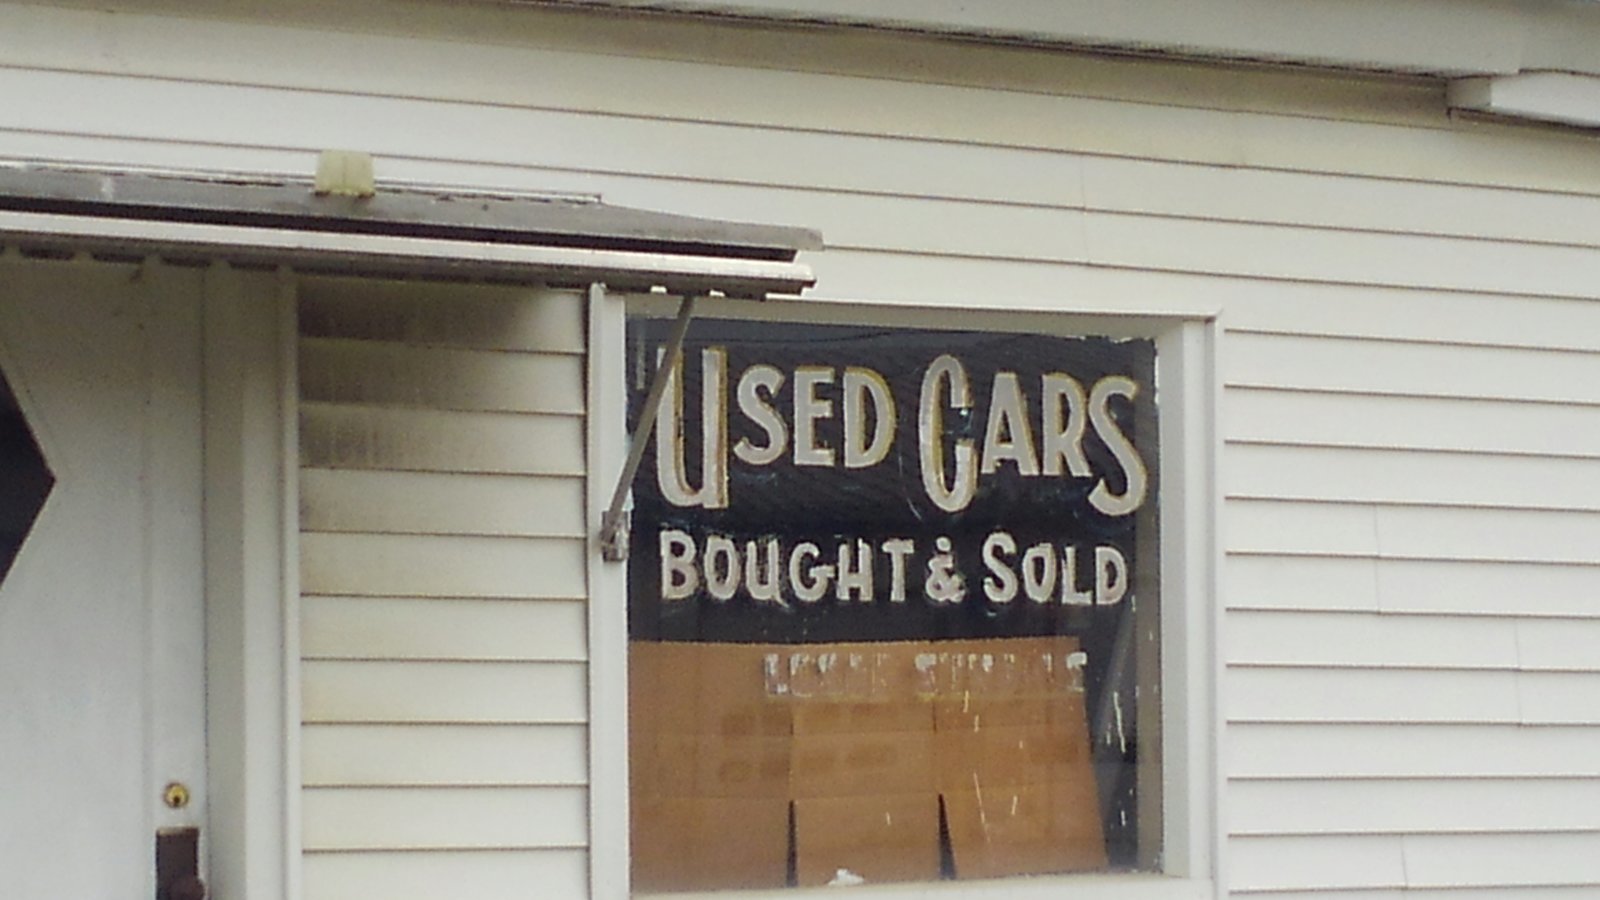 USED CARS
BOUGHT & SOLD